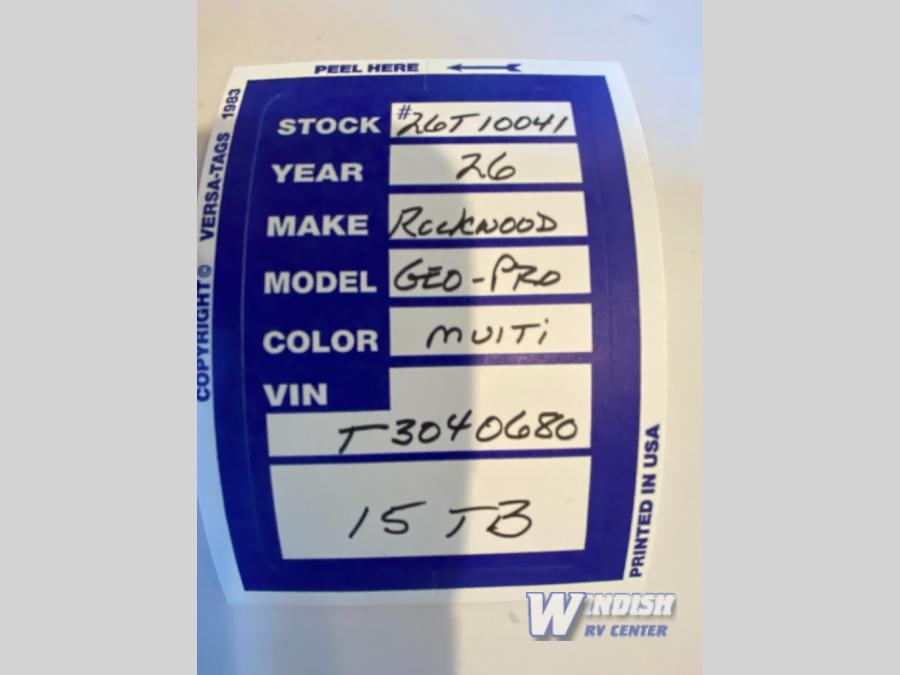 PEEL HERE
COPYRIGHT © VERSA-TAGS 1983
STOCK #26T10041
YEAR 26
MAKE Rockwood
MODEL GEO-PRO
COLOR MUlTi
VIN
T3040680
15 TB
PRINTED IN USA
WINDISH
RV CENTER